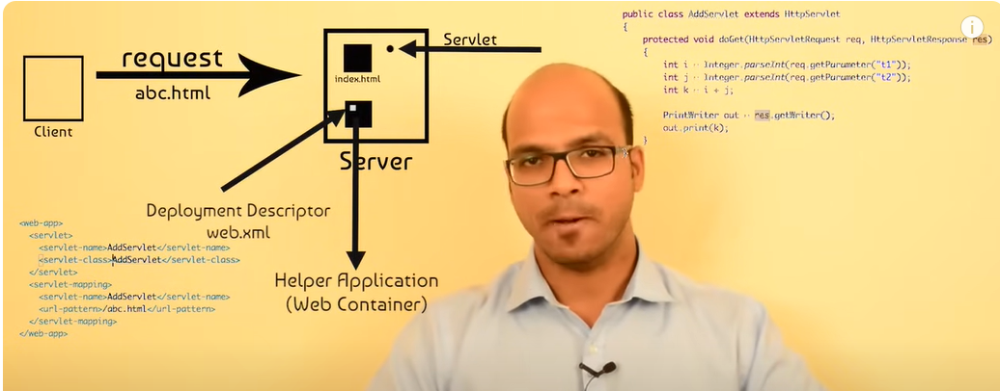 request
abc.html
Client
index.html
Server
Servlet
Deployment Descriptor
web.xml
Helper Application
(Web Container)
<web-app>
<servlet>
<servlet-name>AddServlet</servlet-name>
<servlet-class>AddServlet</servlet-class>
</servlet>
<servlet-mapping>
<servlet-name>AddServlet</servlet-name>
<url-pattern>/abc.html</url-pattern>
</servlet-mapping>
</web-app>
public class AddServlet extends HttpServlet
{
protected void doGet(HttpServletRequest req, HttpServletResponse res)
{
int i = Integer.parseInt(req.getParameter("t1"));
int j = Integer.parseInt(req.getParameter("t2"));
int k = i + j;
PrintWriter out = res.getWriter();
out.print(k);
}
i